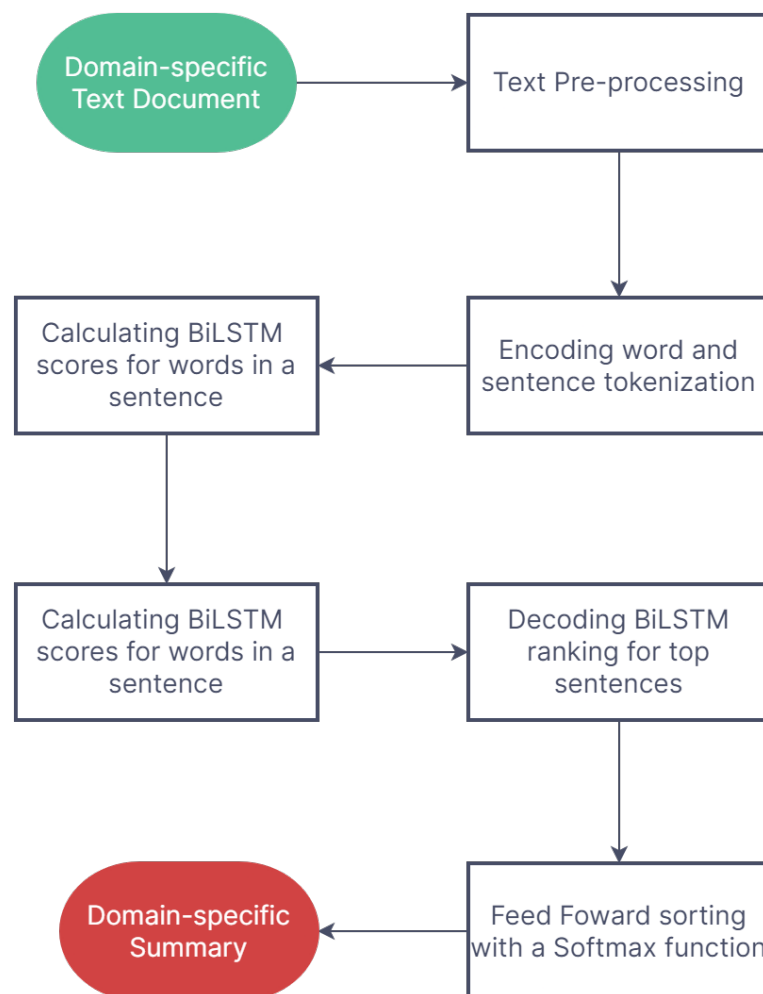 Domain-specific
Text Document
Text Pre-processing
Encoding word and
sentence tokenization
Calculating BiLSTM
scores for words in a
sentence
Calculating BiLSTM
scores for words in a
sentence
Decoding BiLSTM
ranking for top
sentences
Feed Foward sorting
with a Softmax function
Domain-specific
Summary